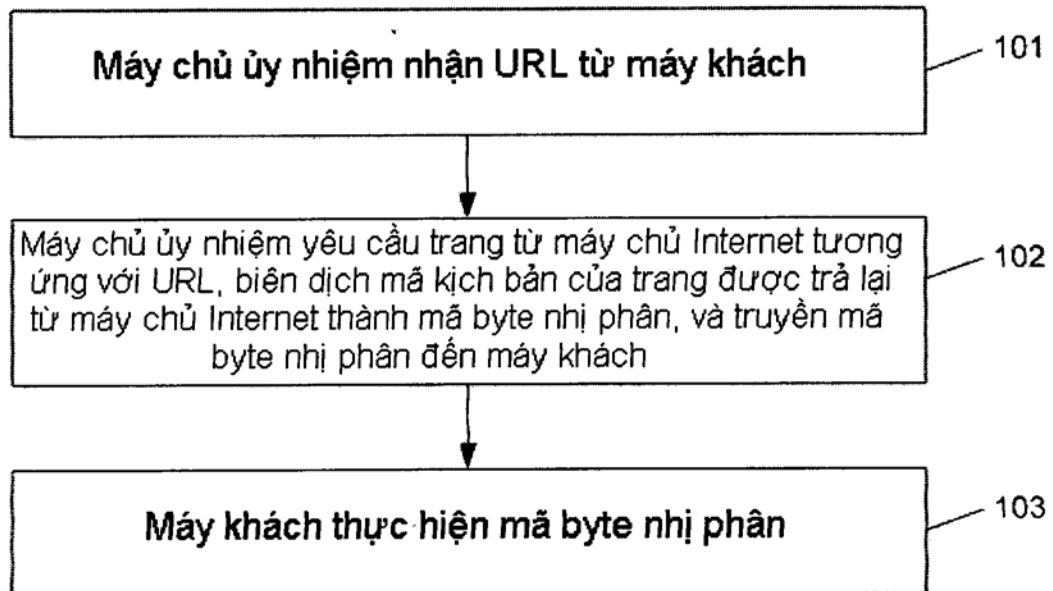 Máy chủ ủy nhiệm nhận URL từ máy khách
101
Máy chủ ủy nhiệm yêu cầu trang từ máy chủ Internet tương
ứng với URL, biên dịch mã kịch bản của trang được trả lại
từ máy chủ Internet thành mã byte nhị phân, và truyền mã
byte nhị phân đến máy khách
102
Máy khách thực hiện mã byte nhị phân
103